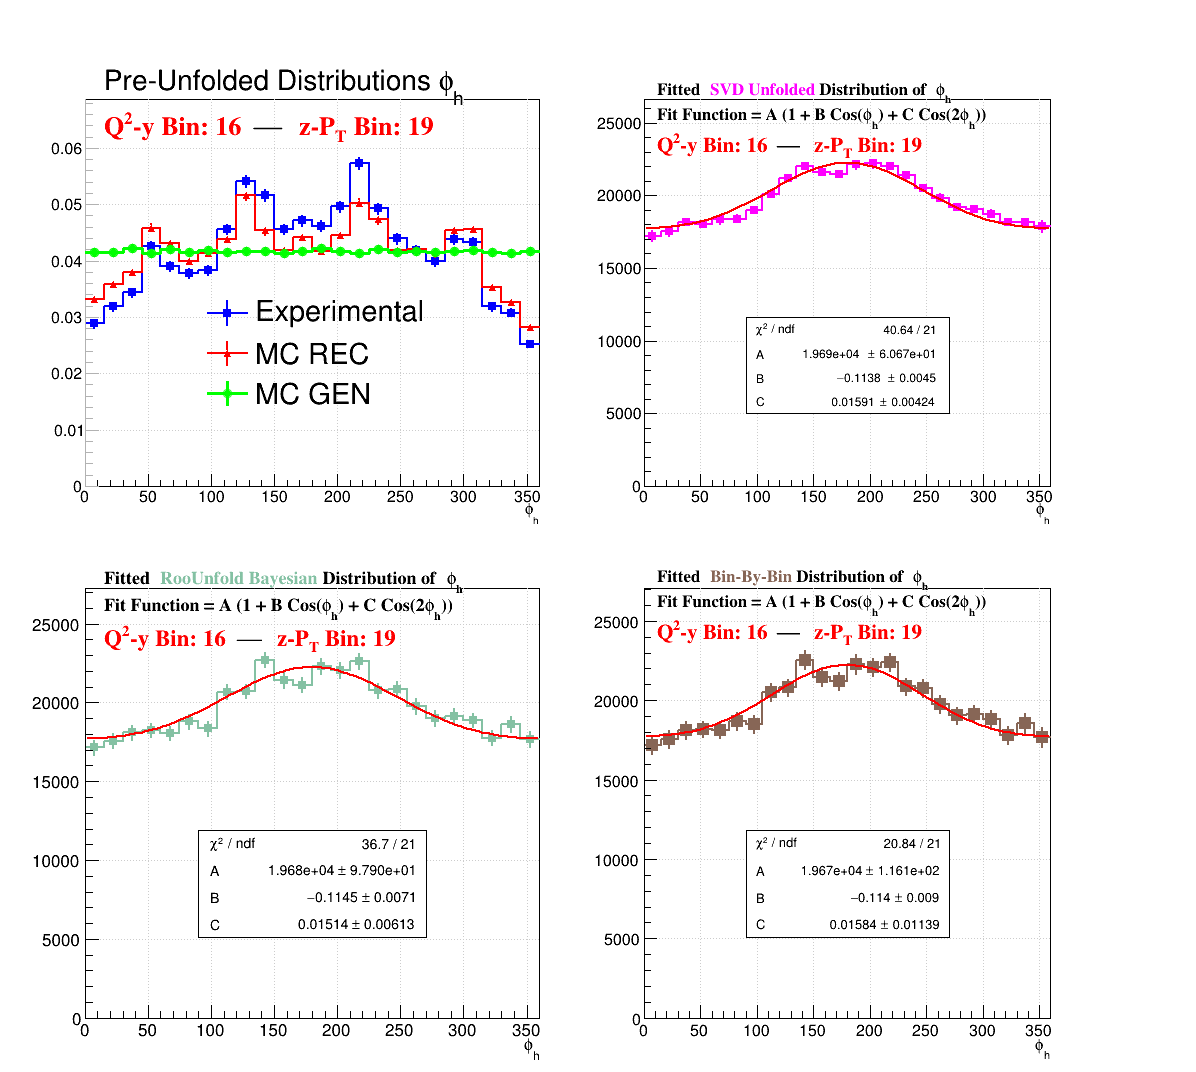 Pre-Unfolded Distributions ϕh
Q²-y Bin: 16 — z-PT Bin: 19
0.06
0.05
0.04
0.03
0.02
0.01
0
Experimental
MC REC
MC GEN
0 50 100 150 200 250 300 350
ϕh
Fitted SVD Unfolded Distribution of ϕh
Fit Function = A (1 + B Cos(ϕh) + C Cos(2ϕh))
Q²-y Bin: 16 — z-PT Bin: 19
25000
20000
15000
10000
5000
0
χ² / ndf 40.64 / 21
A 1.969e+04 ± 6.067e+01
B −0.1138 ± 0.0045
C 0.01591 ± 0.00424
0 50 100 150 200 250 300 350
ϕh
Fitted RooUnfold Bayesian Distribution of ϕh
Fit Function = A (1 + B Cos(ϕh) + C Cos(2ϕh))
Q²-y Bin: 16 — z-PT Bin: 19
25000
20000
15000
10000
5000
0
χ² / ndf 36.7 / 21
A 1.968e+04 ± 9.790e+01
B −0.1145 ± 0.0071
C 0.01514 ± 0.00613
0 50 100 150 200 250 300 350
ϕh
Fitted Bin-By-Bin Distribution of ϕh
Fit Function = A (1 + B Cos(ϕh) + C Cos(2ϕh))
Q²-y Bin: 16 — z-PT Bin: 19
25000
20000
15000
10000
5000
0
χ² / ndf 20.84 / 21
A 1.967e+04 ± 1.161e+02
B −0.114 ± 0.009
C 0.01584 ± 0.01139
0 50 100 150 200 250 300 350
ϕh